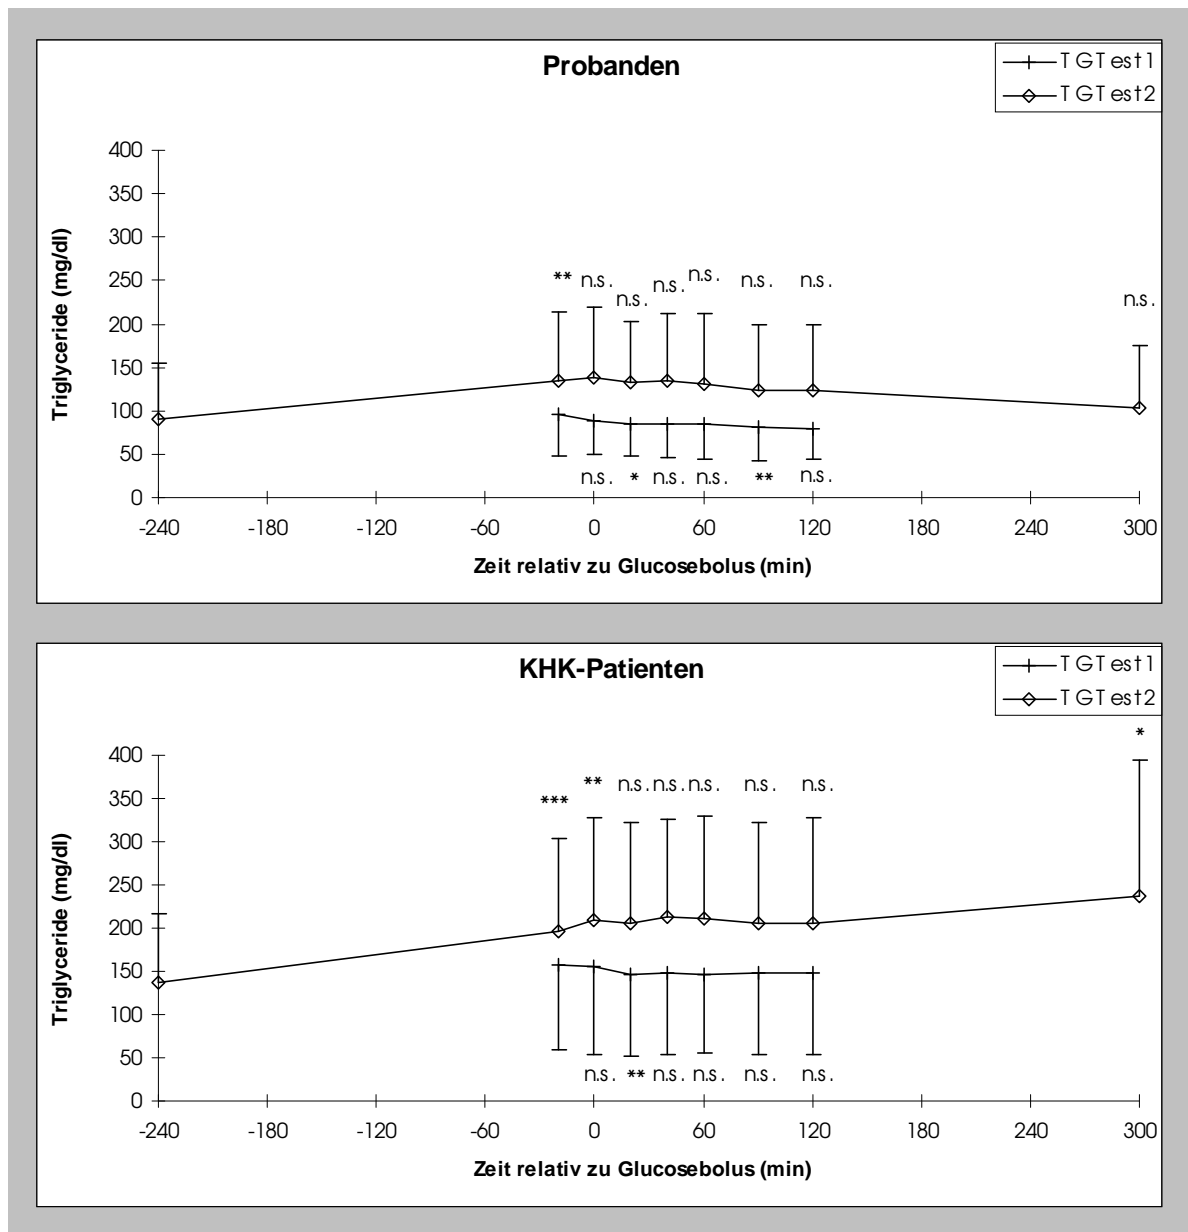 Probanden
TGTest1
TGTest2
Triglyceride (mg/dl)
400
350
300
250
200
150
100
50
0
** n.s. n.s. n.s. n.s. n.s. n.s. n.s.
n.s. * n.s. n.s. ** n.s.
-240 -180 -120 -60 0 60 120 180 240 300
Zeit relativ zu Glucosebolus (min)
KHK-Patienten
TGTest1
TGTest2
Triglyceride (mg/dl)
400
350
300
250
200
150
100
50
0
*** ** n.s. n.s. n.s. n.s. n.s. *
n.s. ** n.s. n.s. n.s. n.s.
-240 -180 -120 -60 0 60 120 180 240 300
Zeit relativ zu Glucosebolus (min)